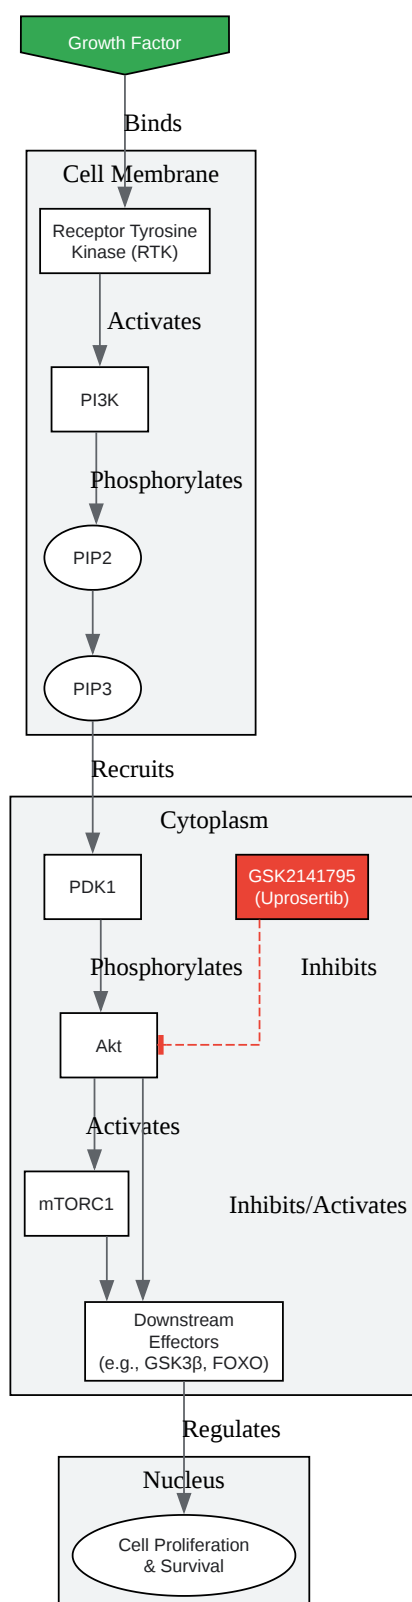 Growth Factor
Binds
Cell Membrane
Receptor Tyrosine
Kinase (RTK)
Activates
PI3K
Phosphorylates
PIP2
PIP3
Recruits
Cytoplasm
PDK1
GSK2141795
(Uprosertib)
Phosphorylates
Inhibits
Akt
Activates
mTORC1
Inhibits/Activates
Downstream
Effectors
(e.g., GSK3β, FOXO)
Regulates
Nucleus
Cell Proliferation
& Survival